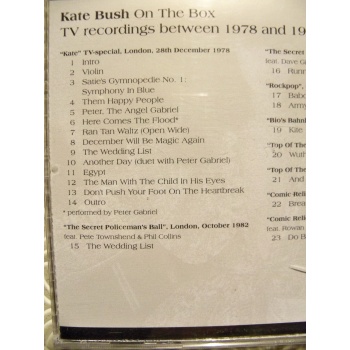 Kate Bush On The Box
TV recordings between 1978 and 19
"Kate" TV-special, London, 28th December 1978
1 Intro
2 Violin
3 Satie's Gymnopedie No. 1:
Symphony In Blue
4 Them Happy People
5 Peter, The Angel Gabriel
6 Here Comes The Flood*
7 Ran Tan Waltz (Open Wide)
8 December Will Be Magic Again
9 The Wedding List
10 Another Day (duet with Peter Gabriel)
11 Egypt
12 The Man With The Child In His Eyes
13 Don't Push Your Foot On The Heartbreak
14 Outro
* performed by Peter Gabriel
"The Secret Policeman's Ball", London, October 1982
feat. Pete Townshend & Phil Collins
15 The Wedding List
"The Secret
feat. Dave G
16 Runn
"Rockpop",
17 Babo
18 Army
"Bio's Bahnh
19 Kite
"Top Of The
20 Wuth
"Top Of The
21 And
"Comic Relie
22 Brea
"Comic Relie
feat. Rowan
23 Do B